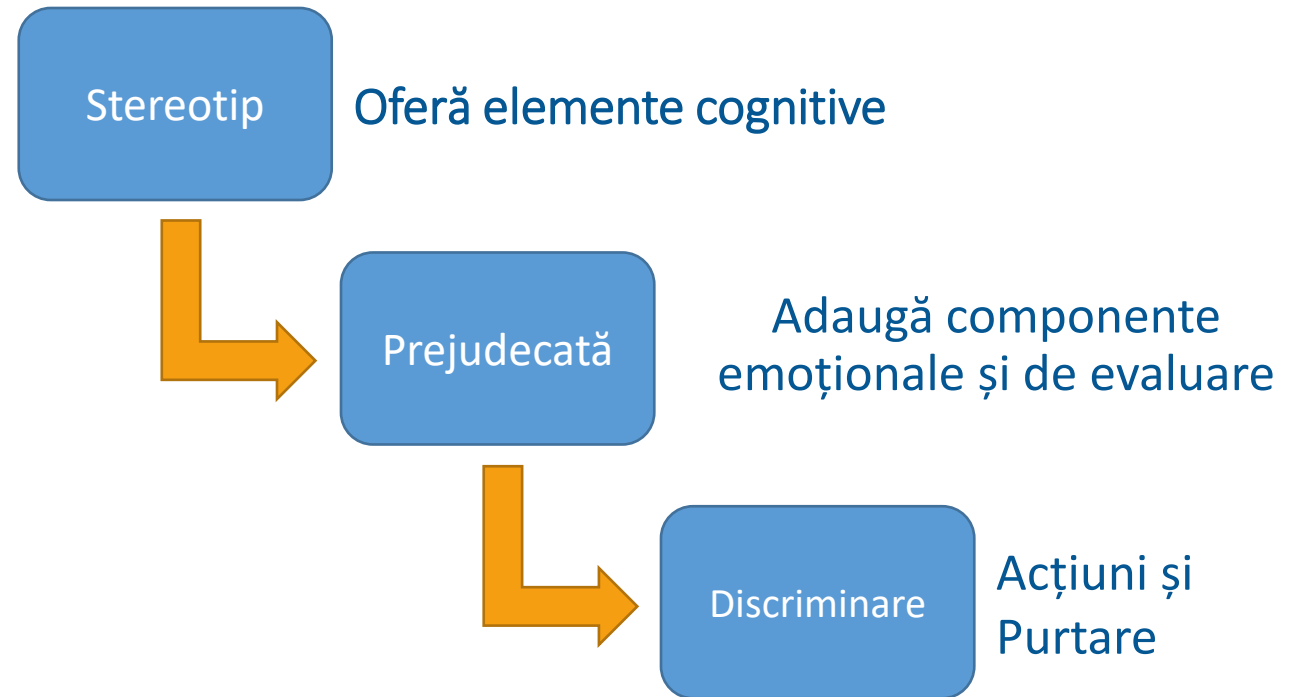 Stereotip
Oferă elemente cognitive
Prejudecată
Adaugă componente
emoționale și de evaluare
Discriminare
Acțiuni și
Purtare